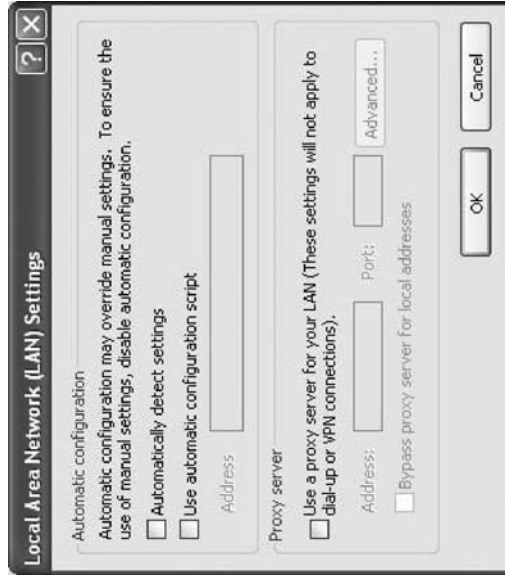 Local Area Network (LAN) Settings
Automatic configuration
Automatic configuration may override manual settings. To ensure the
use of manual settings, disable automatic configuration.
Automatically detect settings
Use automatic configuration script
Address
Proxy server
Use a proxy server for your LAN (These settings will not apply to
dial-up or VPN connections).
Address: Port: Advanced...
Bypass proxy server for local addresses
OK Cancel